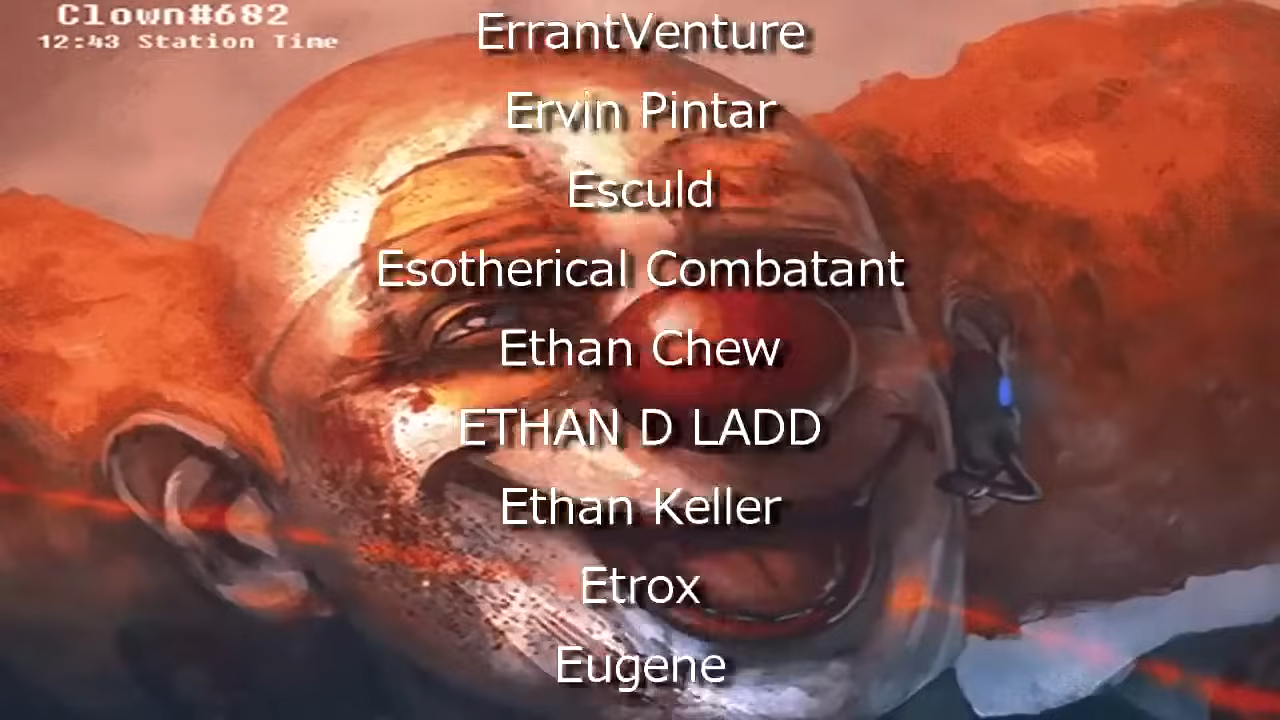 Clown#682
12:43 Station Time
ErrantVenture
Ervin Pintar
Esculd
Esotherical Combatant
Ethan Chew
ETHAN D LADD
Ethan Keller
Etrox
Eugene